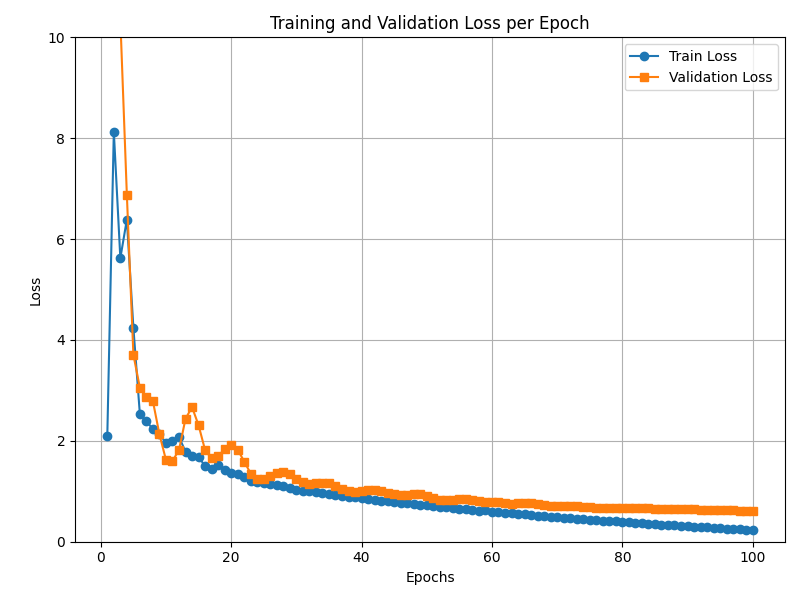 Training and Validation Loss per Epoch
Train Loss
Validation Loss
10
8
6
4
2
0
Loss
0 20 40 60 80 100
Epochs